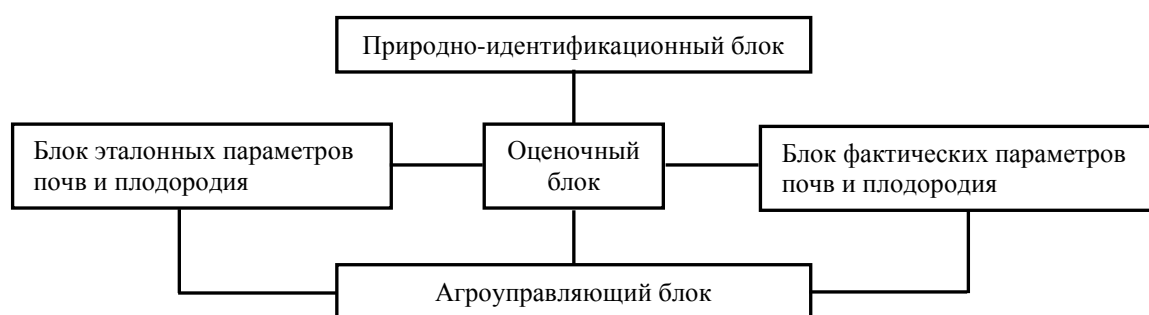 Природно-идентификационный блок
Блок эталонных параметров
почв и плодородия
Оценочный
блок
Блок фактических параметров
почв и плодородия
Агроуправляющий блок